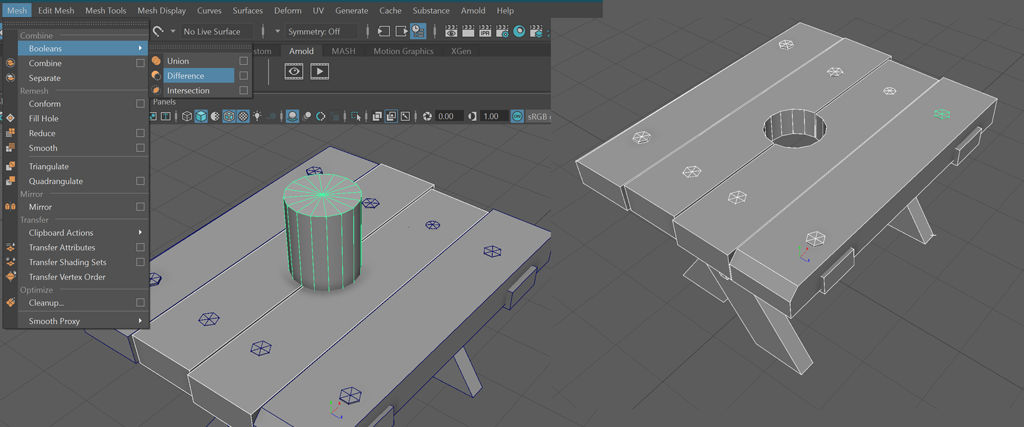 Mesh Edit Mesh Mesh Tools Mesh Display Curves Surfaces Deform UV Generate Cache Substance Arnold Help
Combine
Booleans
Combine
Separate
Remesh
Conform
Fill Hole
Reduce
Smooth
Triangulate
Quadrangulate
Mirror
Mirror
Transfer
Clipboard Actions
Transfer Attributes
Transfer Shading Sets
Transfer Vertex Order
Optimize
Cleanup...
Smooth Proxy
No Live Surface Symmetry: Off
IPR
stom Arnold MASH Motion Graphics XGen
Union
Difference
Intersection
Panels
0.00 1.00 sRGB g